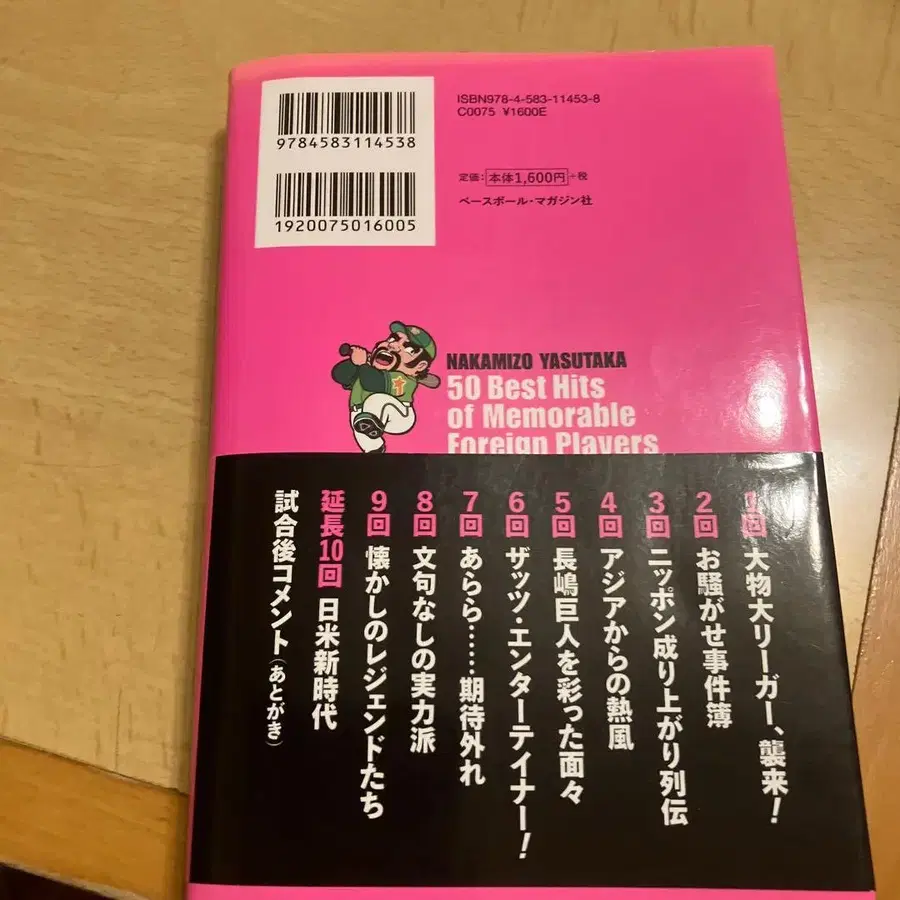 9784583114538
1920075016005
ISBN978-4-583-11453-8
C0075 ¥1600E
定価：本体1,600円+税
ベースボール・マガジン社
NAKAMIZO YASUTAKA
50 Best Hits
of Memorable
Foreign Players
1回 大物大リーガー、襲来！
2回 お騒がせ事件簿
3回 ニッポン成り上がり列伝
4回 アジアからの熱風
5回 長嶋巨人を彩った面々
6回 ザッツ・エンターテイナー！
7回 あらら……期待外れ
8回 文句なしの実力派
9回 懐かしのレジェンドたち
延長10回 日米新時代
試合後コメント（あとがき）